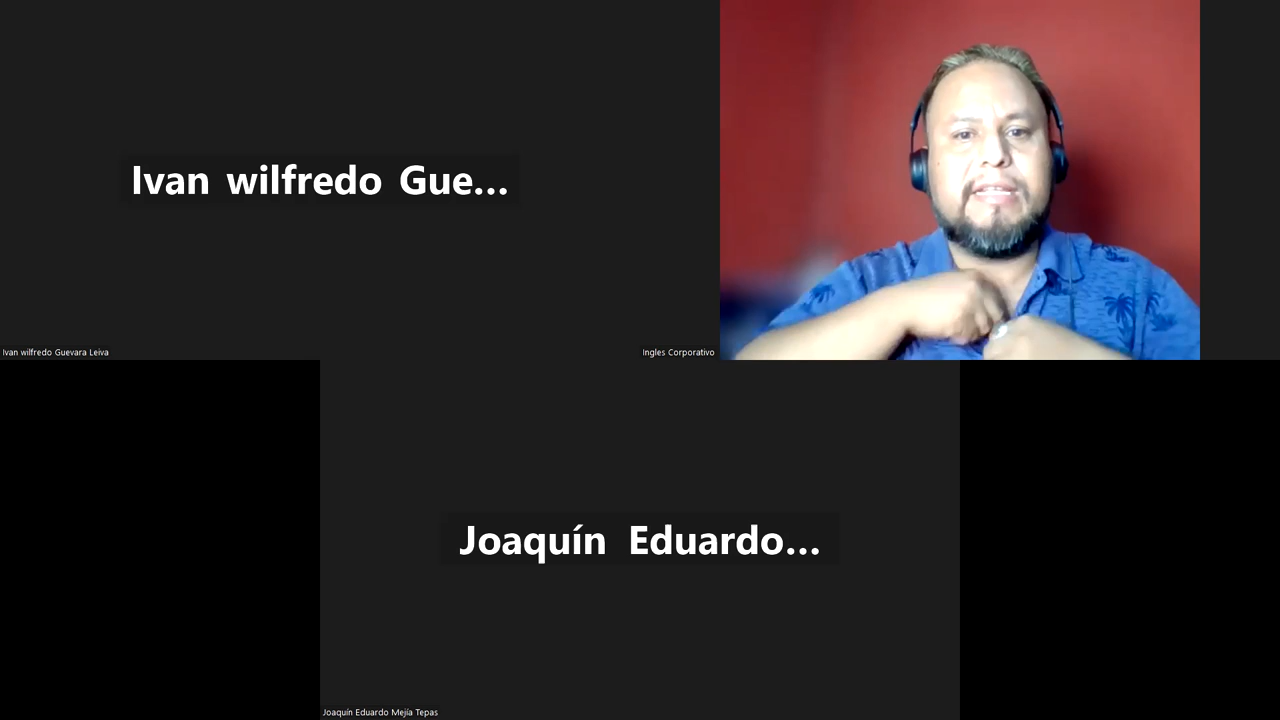 Ivan wilfredo Gue...
Ivan wilfredo Guevara Leiva
Ingles Corporativo
Joaquín Eduardo...
Joaquín Eduardo Mejía Tepas